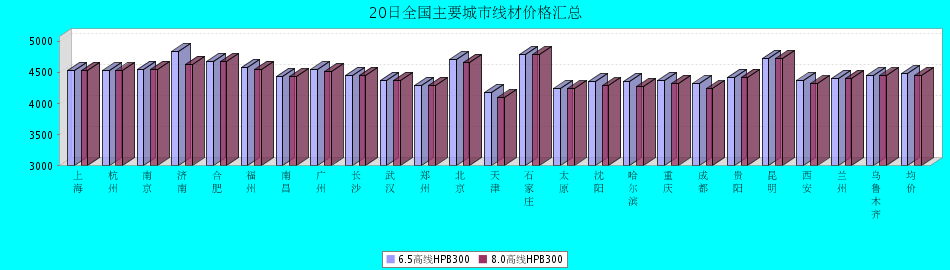 20日全国主要城市线材价格汇总
5000
4500
4000
3500
3000
上海
杭州
南京
济南
合肥
福州
南昌
广州
长沙
武汉
郑州
北京
天津
石家庄
太原
沈阳
哈尔滨
重庆
成都
贵阳
昆明
西安
兰州
乌鲁木齐
均价
6.5高线HPB300 8.0高线HPB300